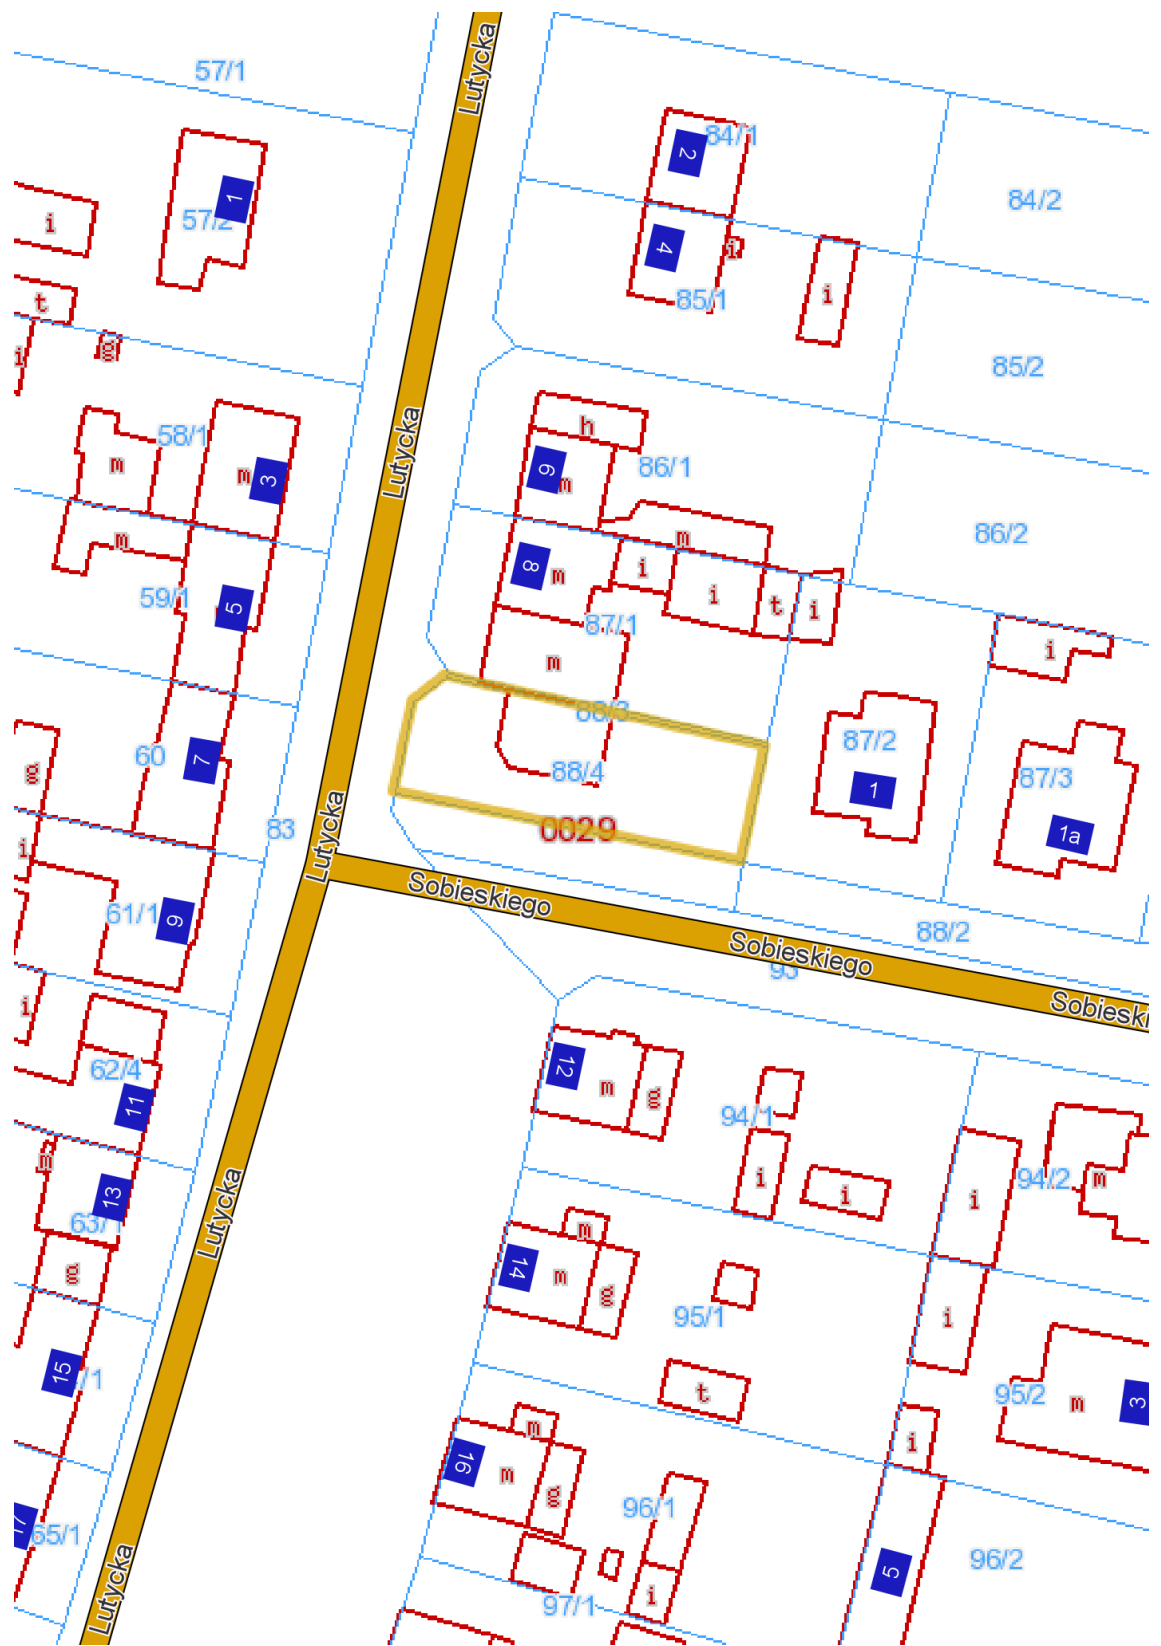 Lutycka
57/1
84/1
2
84/2
1
57/2
i
4
i
85/1
i
t
i
g
85/2
Lutycka
h
58/1
m
m
3
6
m
86/1
86/2
m
m
8
m
i
i
t
i
59/1
5
87/1
m
i
88/3
60
7
g
88/4
87/2
1
87/3
1a
0029
83
i
Lutycka
Sobieskiego
61/1
9
88/2
Sobieskiego
93
Sobieski
i
62/4
11
12
m
g
94/1
m
13
63/
i
i
i
94/2
m
Lutycka
g
14
m
m
g
95/1
i
15
/1
t
95/2
m
3
m
16
m
g
i
96/1
17
65/1
5
96/2
Lutycka
97/1
i